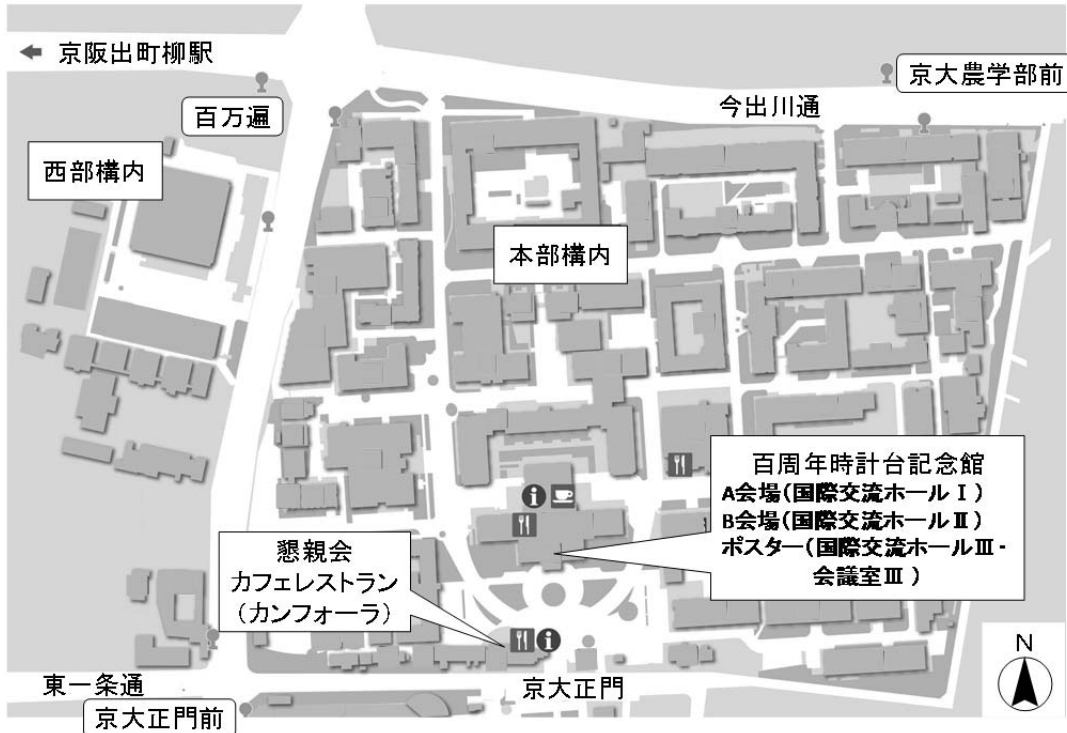 京阪出町柳駅
京大農学部前
百万遍
今出川通
西部構内
本部構内
百周年時計台記念館
A会場(国際交流ホールⅠ)
B会場(国際交流ホールⅡ)
ポスター(国際交流ホールⅢ・
会議室Ⅲ)
懇親会
カフェレストラン
(カンフォーラ)
N
東一条通
京大正門
京大正門前